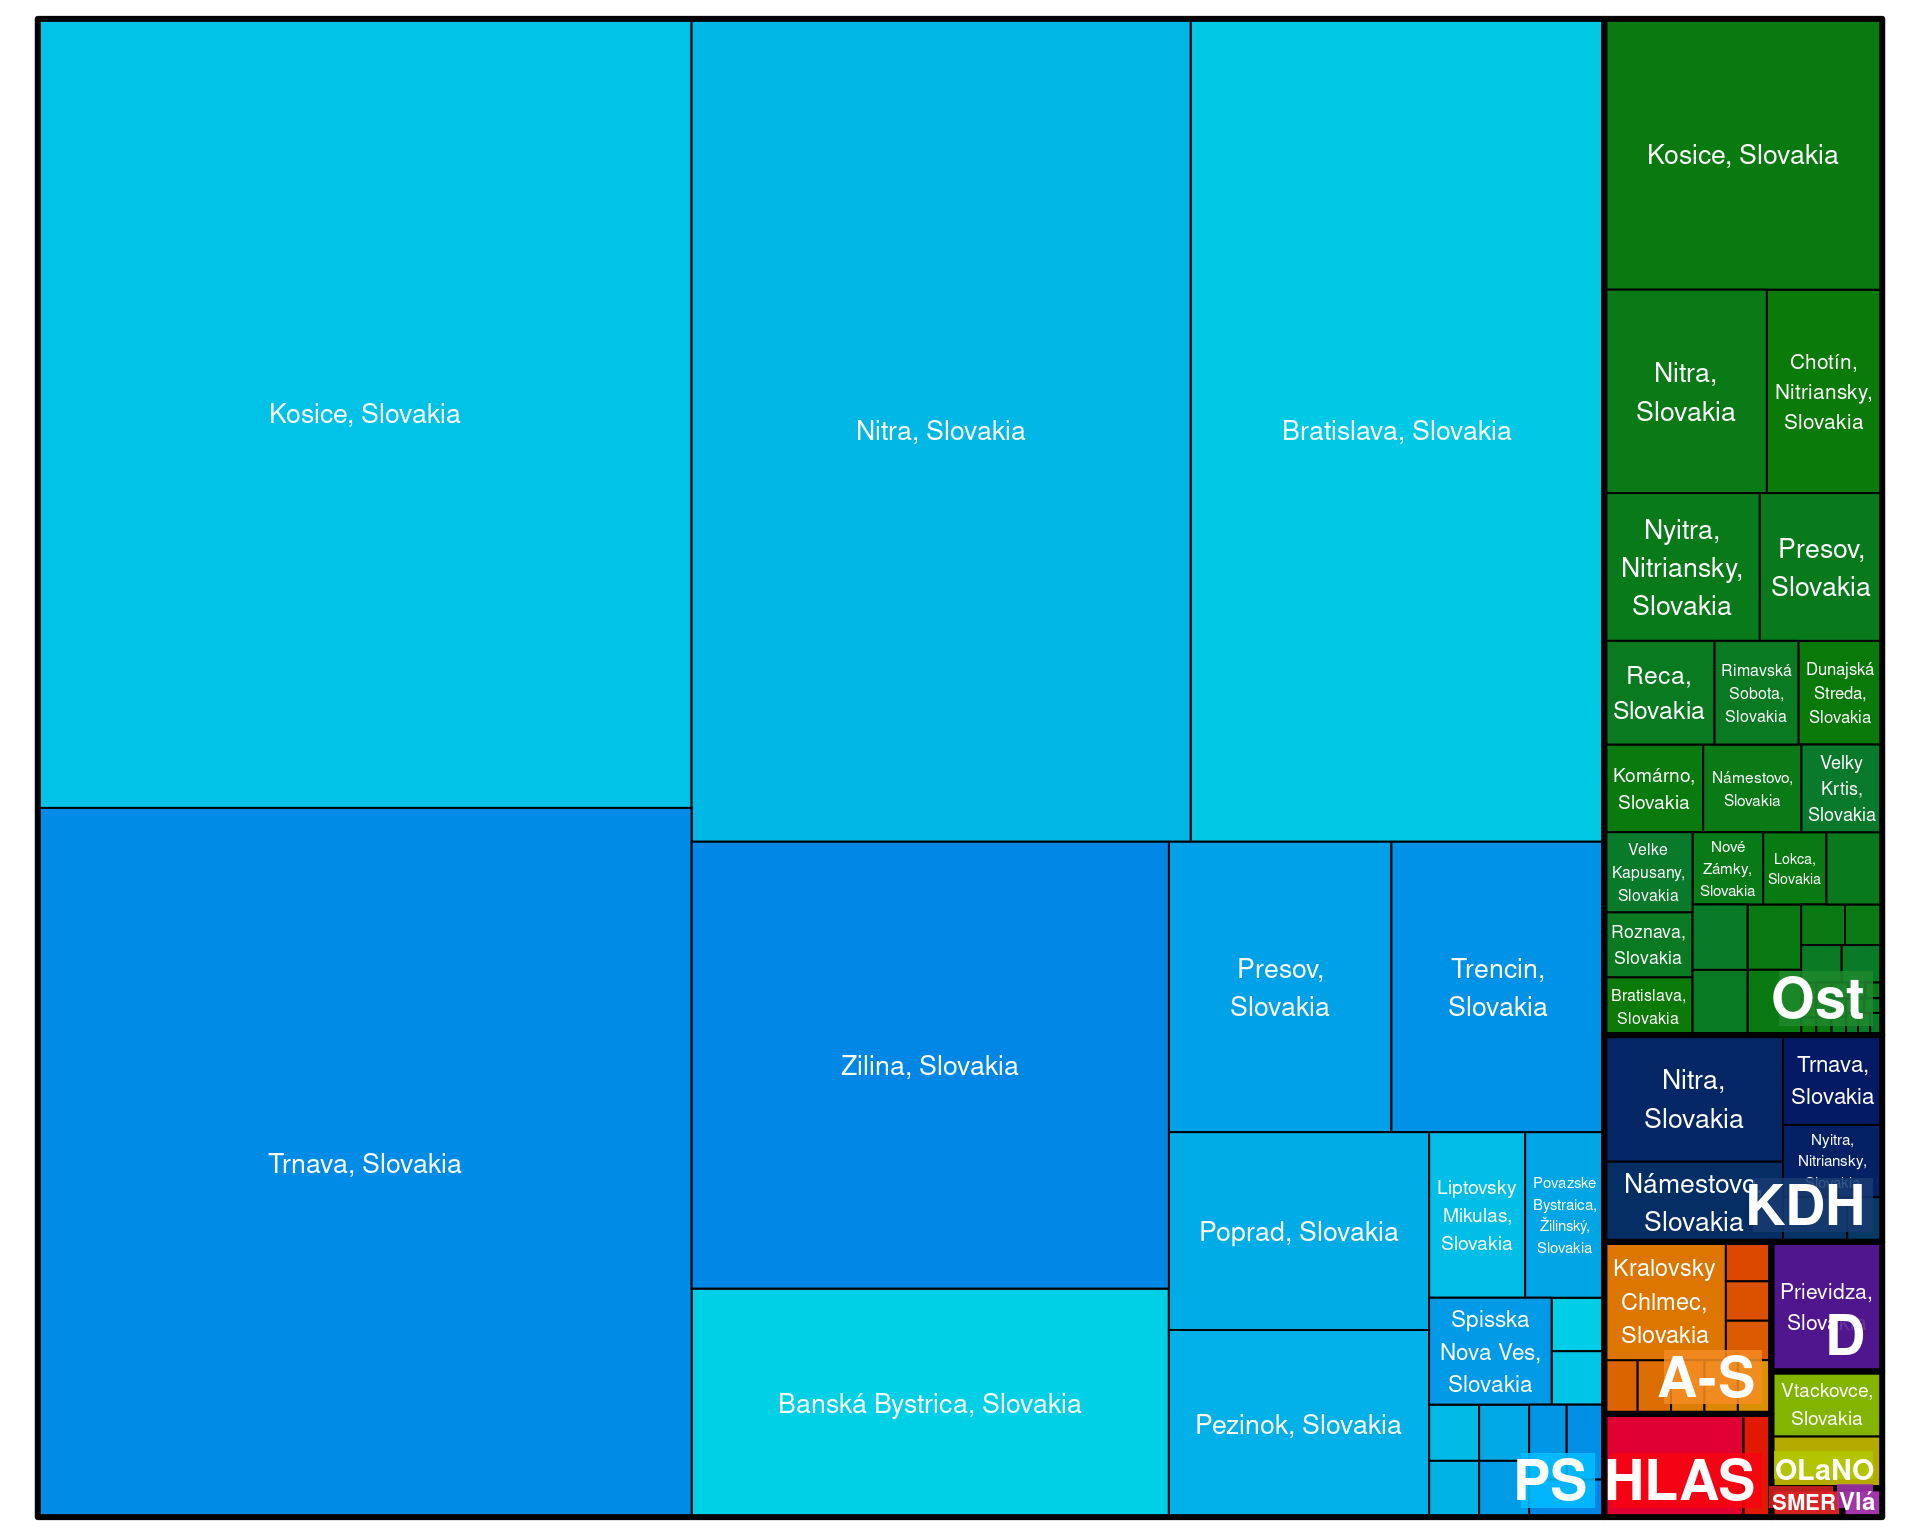 Kosice, Slovakia
Nitra, Slovakia
Bratislava, Slovakia
Trnava, Slovakia
Zilina, Slovakia
Banská Bystrica, Slovakia
Presov,
Slovakia
Trencin,
Slovakia
Poprad, Slovakia
Pezinok, Slovakia
Liptovsky
Mikulas,
Slovakia
Povazske
Bystraica,
Žilinský,
Slovakia
Spisska
Nova Ves,
Slovakia
PS
Kosice, Slovakia
Nitra,
Slovakia
Chotín,
Nitriansky,
Slovakia
Nyitra,
Nitriansky,
Slovakia
Presov,
Slovakia
Reca,
Slovakia
Rimavská
Sobota,
Slovakia
Dunajská
Streda,
Slovakia
Komárno,
Slovakia
Námestovo,
Slovakia
Velky
Krtis,
Slovakia
Velke
Kapusany,
Slovakia
Nové
Zámky,
Slovakia
Lokca,
Slovakia
Roznava,
Slovakia
Bratislava,
Slovakia
Ost
Nitra,
Slovakia
Trnava,
Slovakia
Nyitra,
Nitriansky,
Slovakia
Námestovo,
Slovakia
KDH
Kralovsky
Chlmec,
Slovakia
A-S
Prievidza,
Slovakia
D
Vtackovce,
Slovakia
OLaNO
HLAS
SMER
Vlá